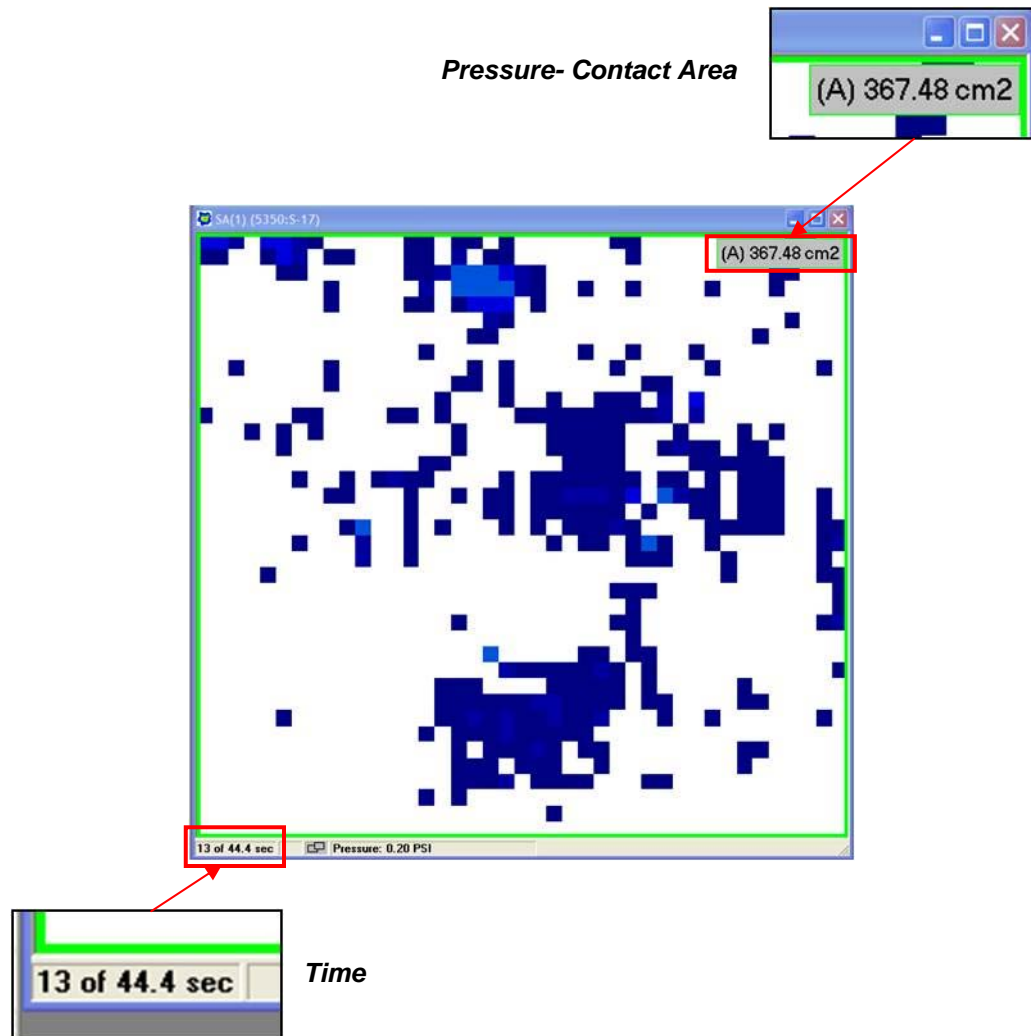 Pressure- Contact Area
(A) 367.48 cm2
SA(1) (5350:S-17)
(A) 367.48 cm2
13 of 44.4 sec
Pressure: 0.20 PSI
13 of 44.4 sec
Time